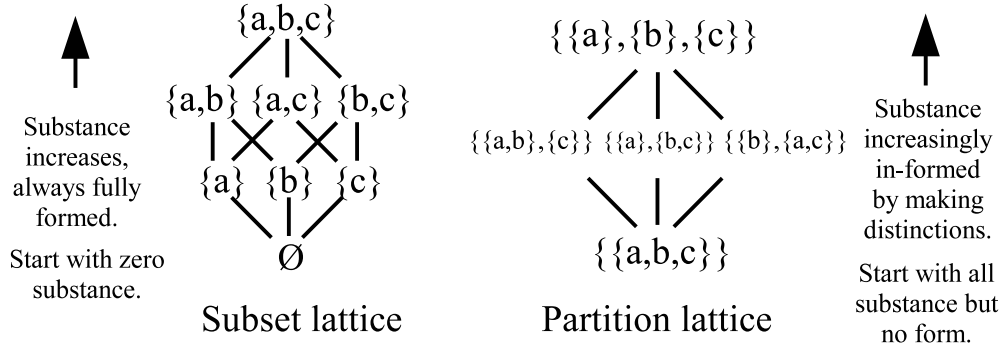 {a,b,c}
{a,b} {a,c} {b,c}
{a} {b} {c}
Ø
Subset lattice
Substance
increases,
always fully
formed.
Start with zero
substance.
{{a},{b},{c}}
{{a,b},{c}} {{a},{b,c}} {{b},{a,c}}
{{a,b,c}}
Partition lattice
Substance
increasingly
in-formed
by making
distinctions.
Start with all
substance but
no form.